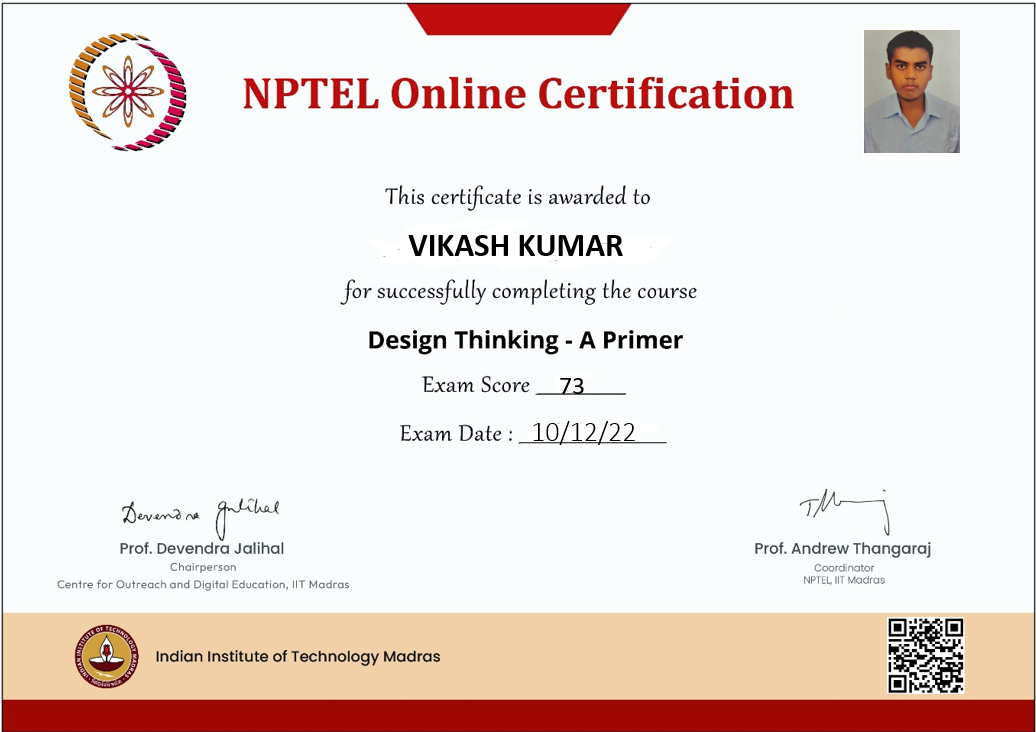 NPTEL Online Certification
This certificate is awarded to
VIKASH KUMAR
for successfully completing the course
Design Thinking - A Primer
Exam Score 73
Exam Date : 10/12/22
Devendra Jalihal
Prof. Devendra Jalihal
Chairperson
Centre for Outreach and Digital Education, IIT Madras
Prof. Andrew Thangaraj
Coordinator
NPTEL, IIT Madras
INDIAN INSTITUTE OF TECHNOLOGY MADRAS
Indian Institute of Technology Madras